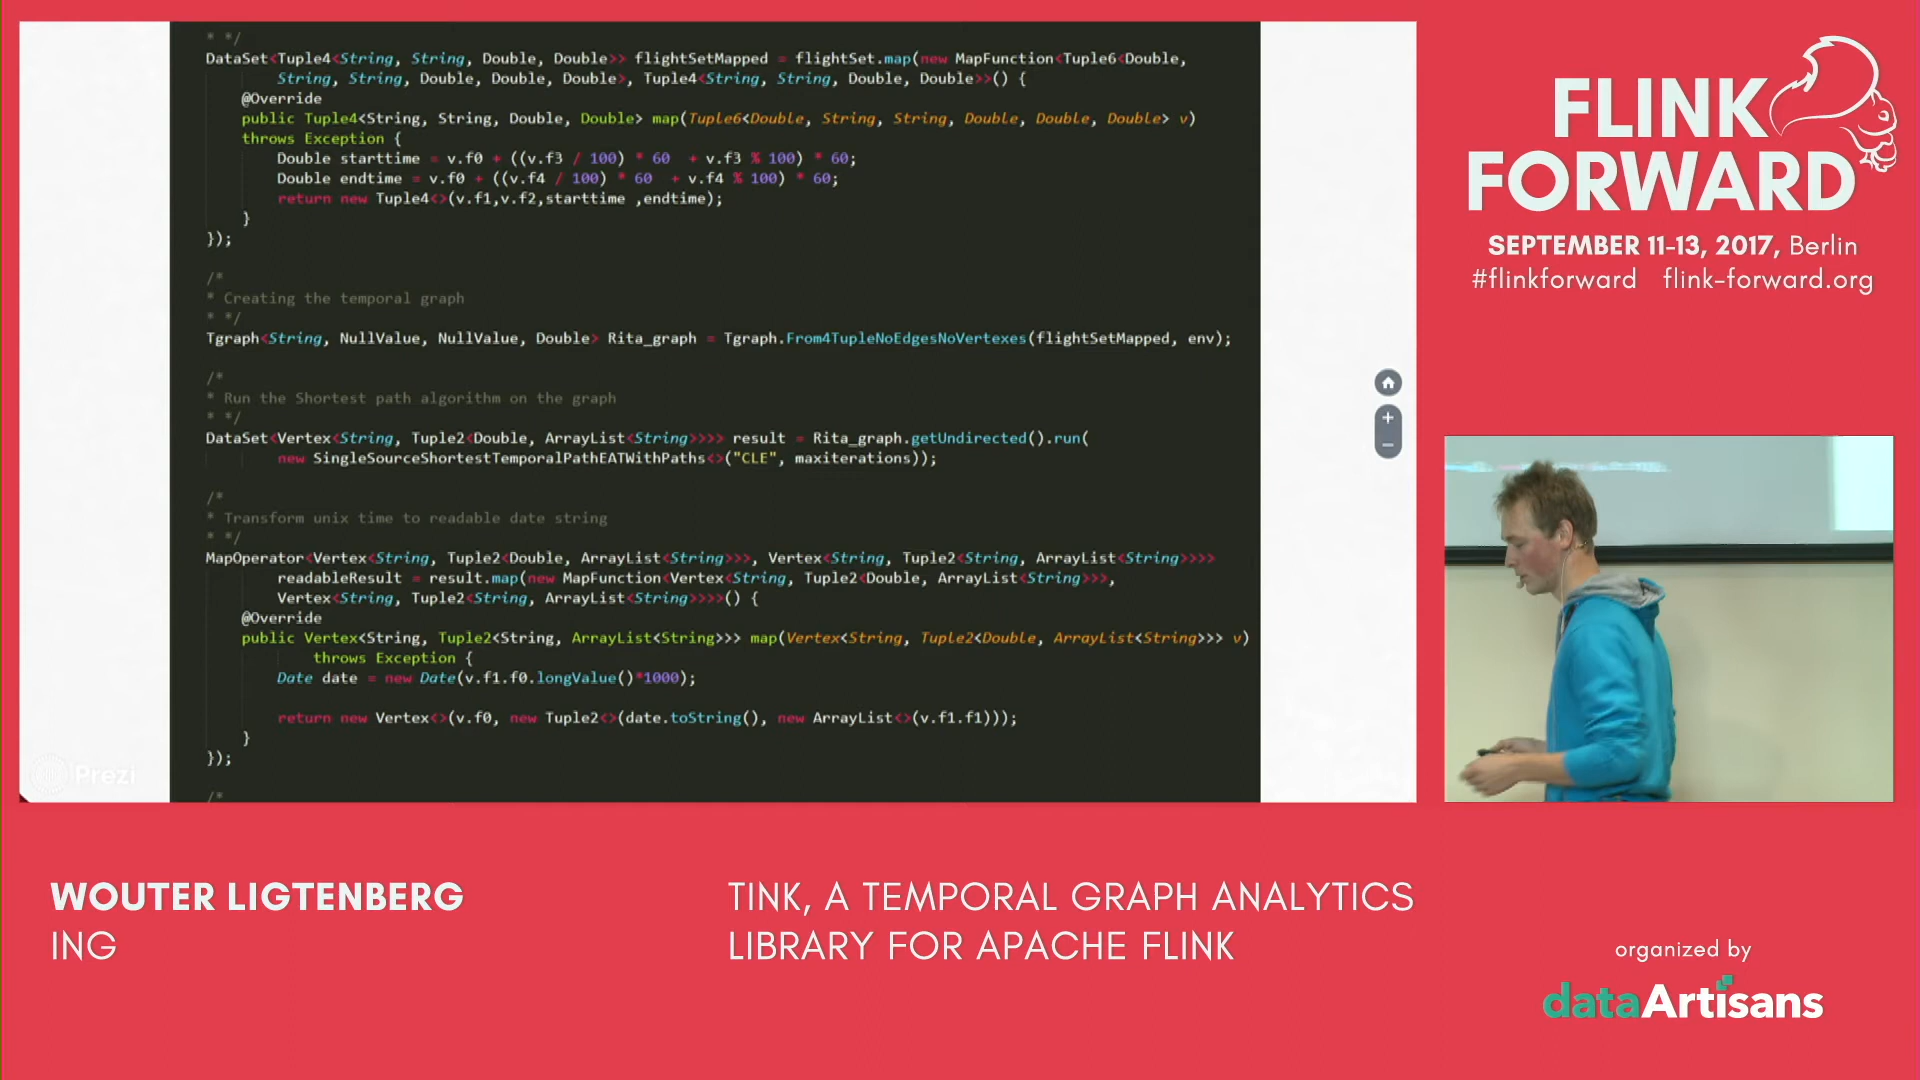 * */
DataSet<Tuple4<String, String, Double, Double>> flightSetMapped = flightSet.map(new MapFunction<Tuple6<Double,
String, String, Double, Double, Double>, Tuple4<String, String, Double, Double>>() {
@Override
public Tuple4<String, String, Double, Double> map(Tuple6<Double, String, String, Double, Double, Double> v)
throws Exception {
Double starttime = v.f0 + ((v.f3 / 100) * 60  + v.f3 % 100) * 60;
Double endtime = v.f0 + ((v.f4 / 100) * 60  + v.f4 % 100) * 60;
return new Tuple4<>(v.f1,v.f2,starttime ,endtime);
}
});
/*
* Creating the temporal graph
* */
Tgraph<String, NullValue, NullValue, Double> Rita_graph = Tgraph.From4TupleNoEdgesNoVertexes(flightSetMapped, env);
/*
* Run the Shortest path algorithm on the graph
* */
DataSet<Vertex<String, Tuple2<Double, ArrayList<String>>>> result = Rita_graph.getUndirected().run(
new SingleSourceShortestTemporalPathEATWithPaths<>("CLE", maxiterations));
/*
* Transform unix time to readable date string
* */
MapOperator<Vertex<String, Tuple2<Double, ArrayList<String>>>, Vertex<String, Tuple2<String, ArrayList<String>>>>
readableResult = result.map(new MapFunction<Vertex<String, Tuple2<Double, ArrayList<String>>>,
Vertex<String, Tuple2<String, ArrayList<String>>>>() {
@Override
public Vertex<String, Tuple2<String, ArrayList<String>>> map(Vertex<String, Tuple2<Double, ArrayList<String>>> v)
throws Exception {
Date date = new Date(v.f1.f0.longValue()*1000);
return new Vertex<>(v.f0, new Tuple2<>(date.toString(), new ArrayList<>(v.f1.f1)));
}
});
/*
Prezi
FLINK
FORWARD
SEPTEMBER 11-13, 2017, Berlin
#flinkforward flink-forward.org
WOUTER LIGTENBERG
ING
TINK, A TEMPORAL GRAPH ANALYTICS
LIBRARY FOR APACHE FLINK
organized by
dataArtisans